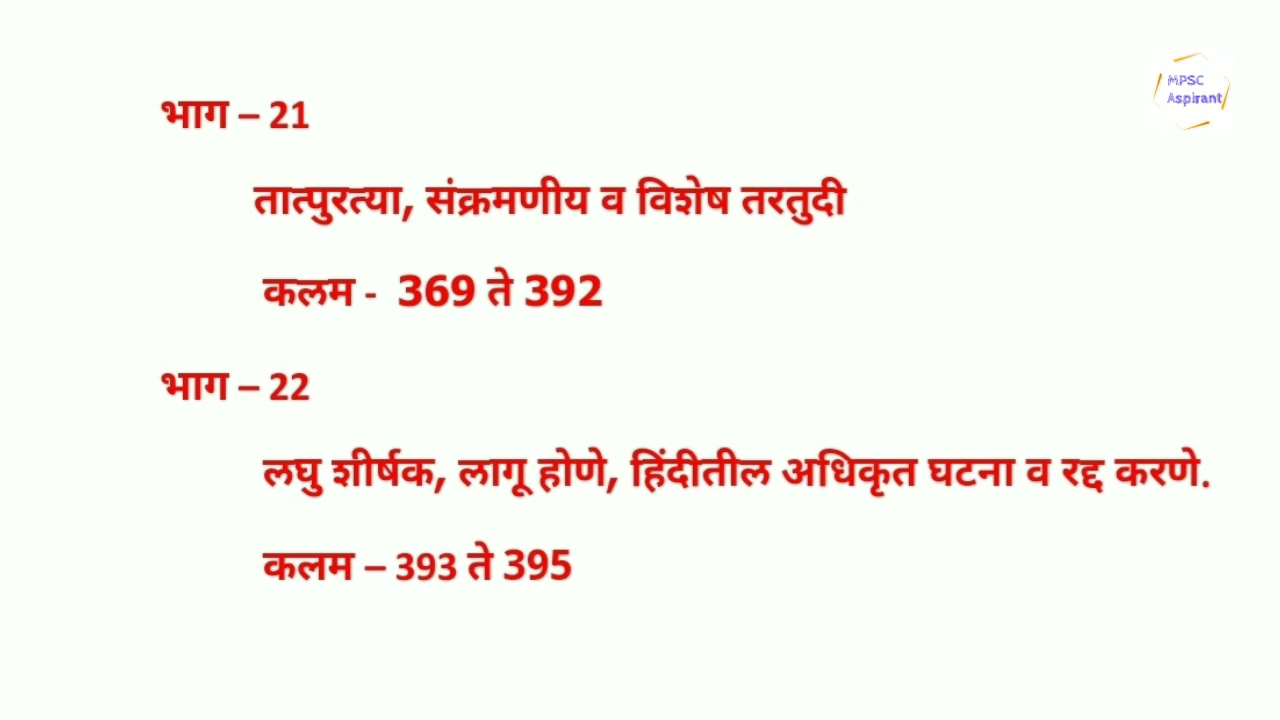 MPSC
Aspirant
भाग – 21
तात्पुरत्या, संक्रमणीय व विशेष तरतुदी
कलम - 369 ते 392
भाग – 22
लघु शीर्षक, लागू होणे, हिंदीतील अधिकृत घटना व रद्द करणे.
कलम – 393 ते 395